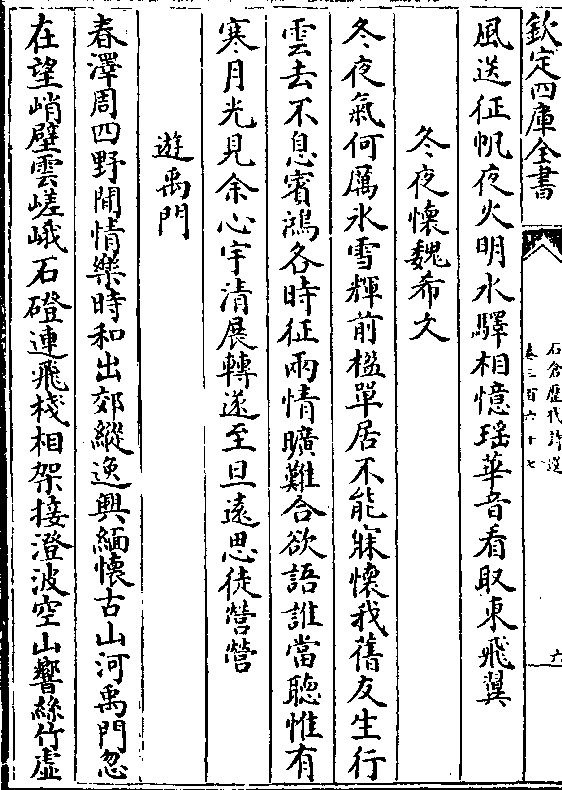 欽定四庫全書
石倉歷代詩選
卷三百六十七
六
風送征帆夜火明水驛相憶瑶華音看取東飛翼
冬夜懷魏希文
冬夜氣何厲氷雪輝前楹單居不能寐懷我舊友生行
雲去不息賓鴻各時征兩情曠難合欲語誰當聽惟有
寒月光見余心宇清展轉遂至旦遠思徒營營
遊禹門
春澤周四野閒情樂時和出郊縱逸興緬懷古山河禹門忽
在望峭壁雲嵯峨石磴連飛棧相架接澄波空山響絲竹虚